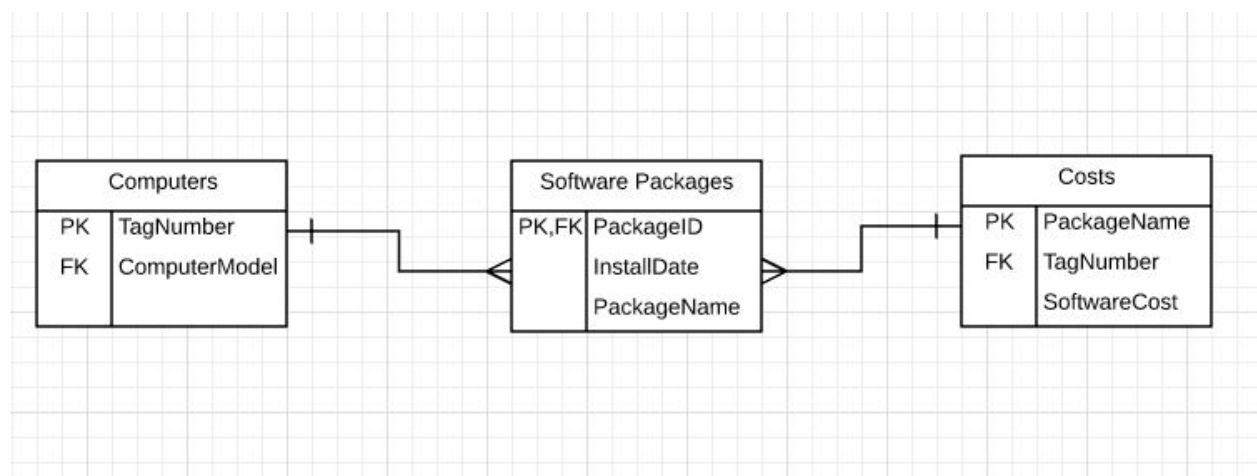 Computers
PK TagNumber
FK ComputerModel
Software Packages
PK,FK PackageID
InstallDate
PackageName
Costs
PK PackageName
FK TagNumber
SoftwareCost